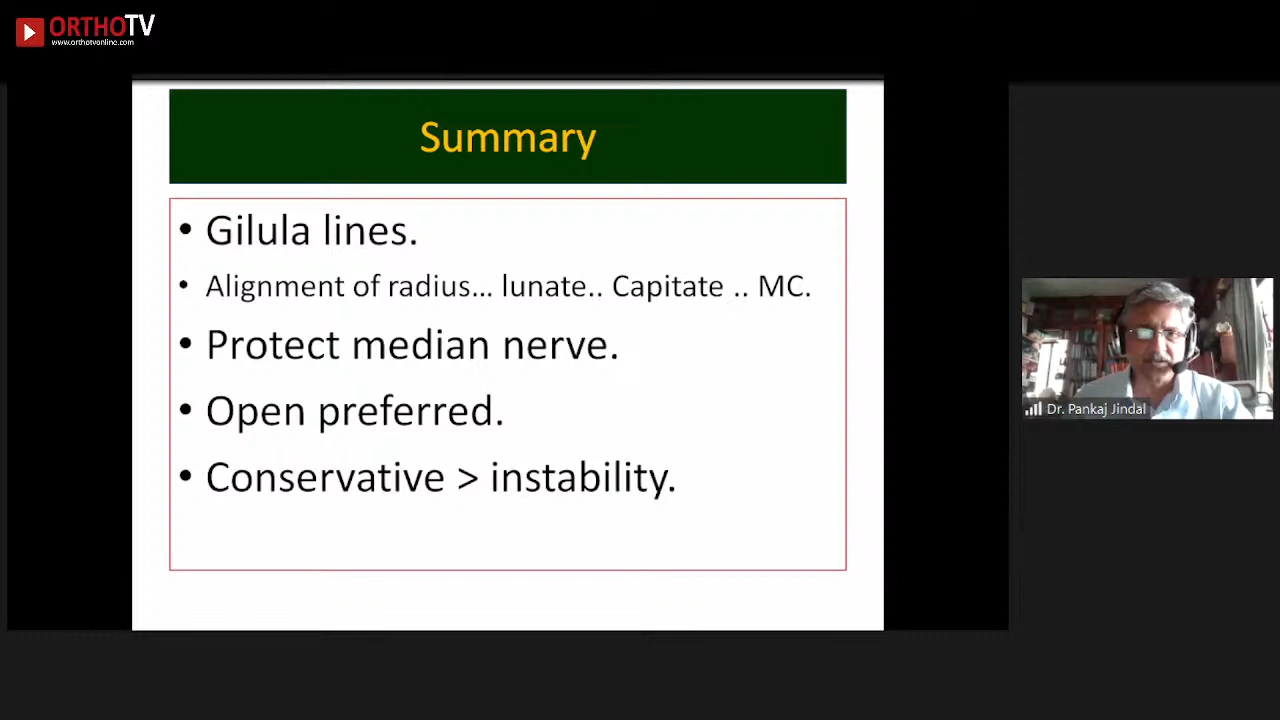 ORTHOTV
www.orthotvonline.com
Summary
• Gilula lines.
• Alignment of radius... lunate.. Capitate .. MC.
• Protect median nerve.
• Open preferred.
• Conservative > instability.
Dr. Pankaj Jindal